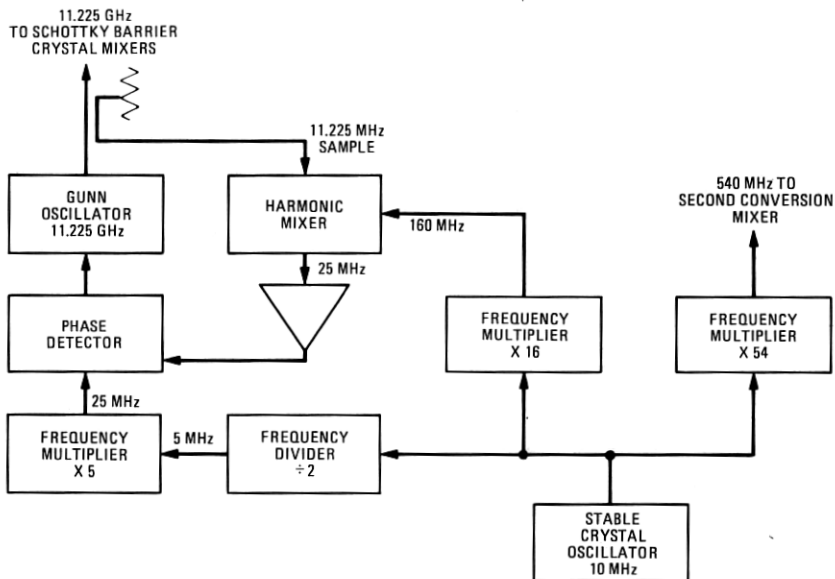 11.225 GHz
TO SCHOTTKY BARRIER
CRYSTAL MIXERS
11.225 MHz
SAMPLE
GUNN
OSCILLATOR
11.225 GHz
HARMONIC
MIXER
160 MHz
540 MHz TO
SECOND CONVERSION
MIXER
25 MHz
PHASE
DETECTOR
FREQUENCY
MULTIPLIER
X 16
FREQUENCY
MULTIPLIER
X 54
25 MHz
FREQUENCY
MULTIPLIER
X 5
5 MHz
FREQUENCY
DIVIDER
÷2
STABLE
CRYSTAL
OSCILLATOR
10 MHz